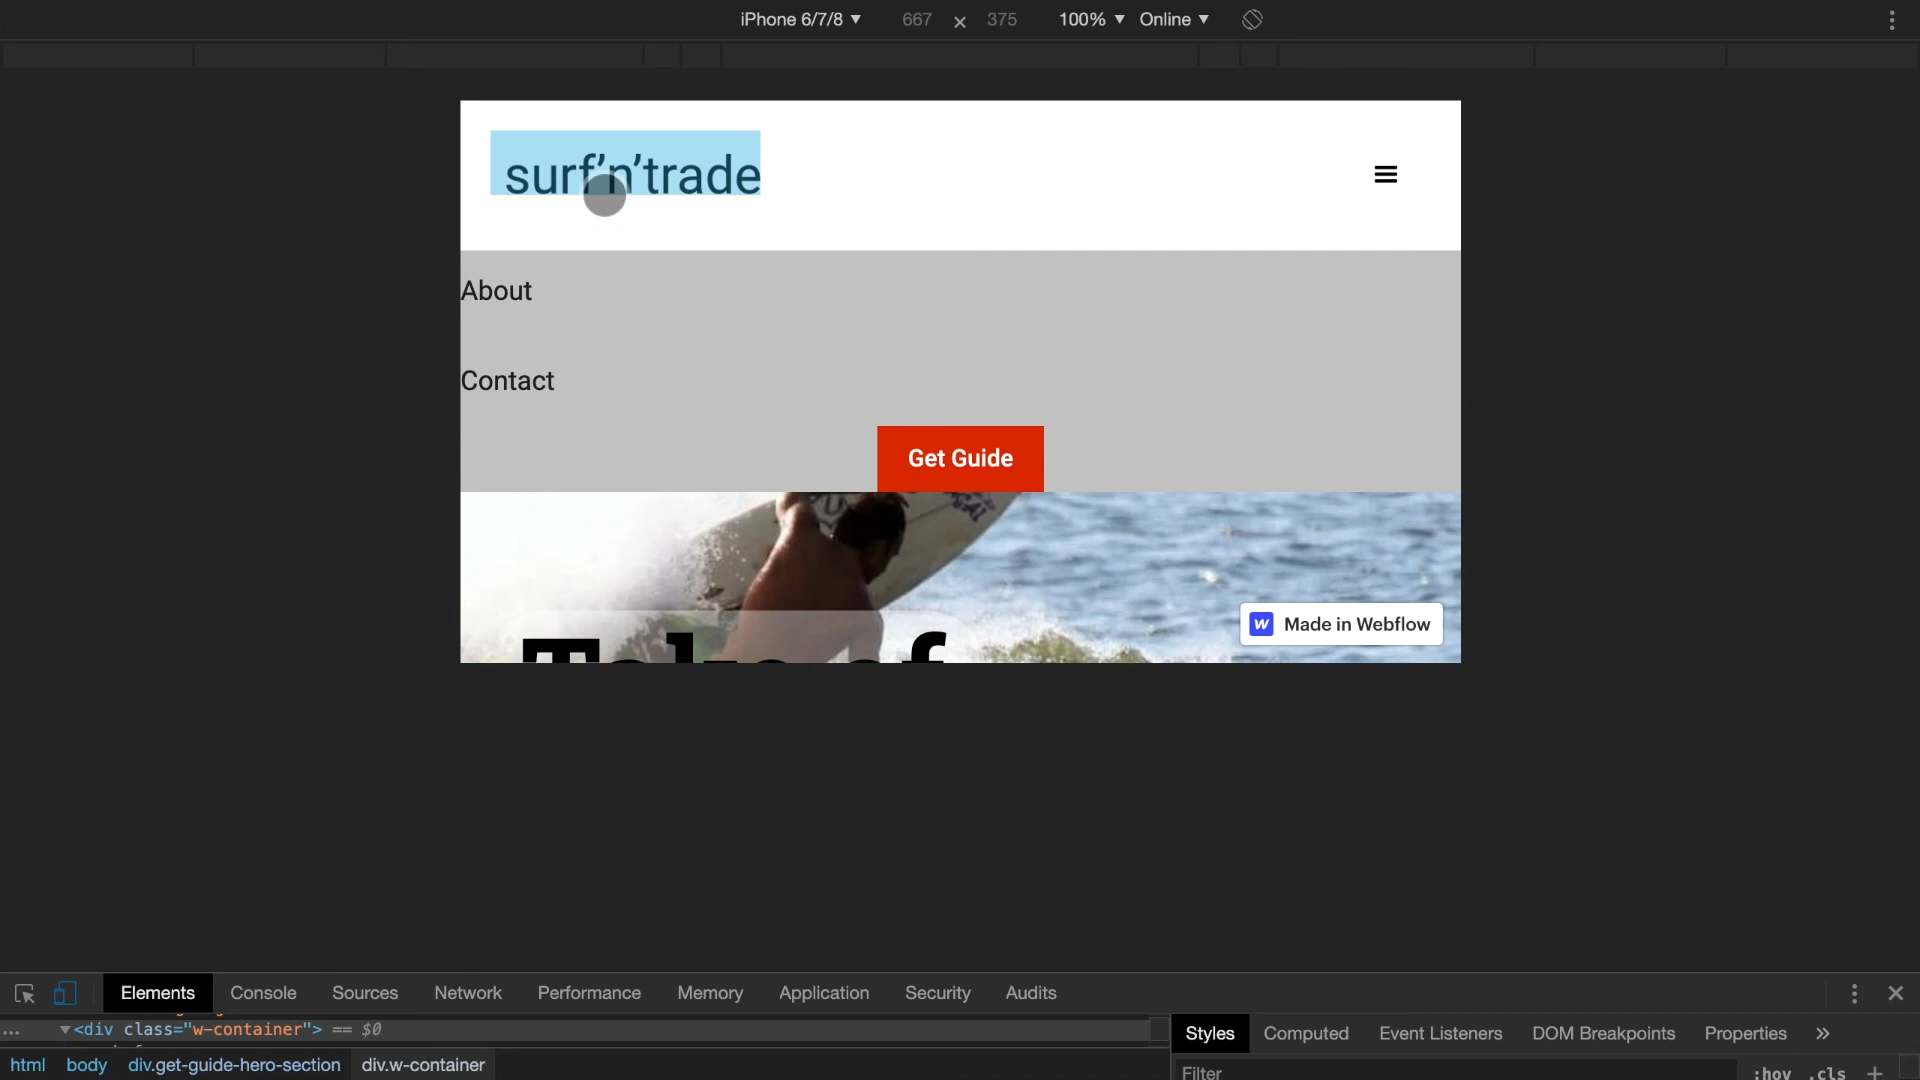 iPhone 6/7/8 ▼ 667 × 375 100% ▼ Online ▼
surf’n’trade
About
Contact
Get Guide
Made in Webflow
Elements Console Sources Network Performance Memory Application Security Audits
... ▼<div class="w-container"> == $0
Styles Computed Event Listeners DOM Breakpoints Properties »
html body div.get-guide-hero-section div.w-container
Filter :hov .cls +